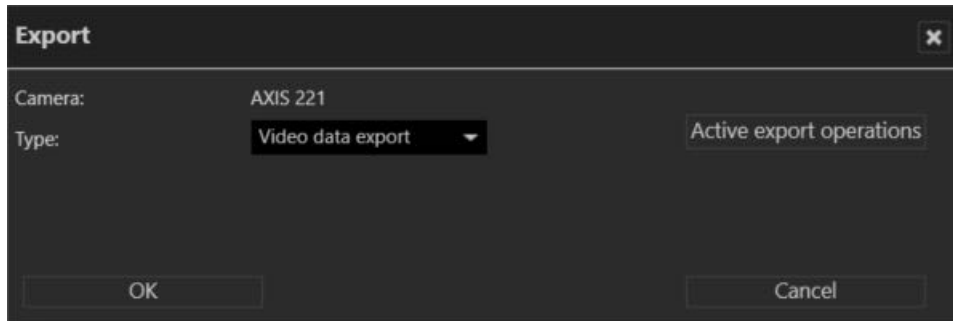 Export
Camera: AXIS 221
Type: Video data export
Active export operations
OK Cancel